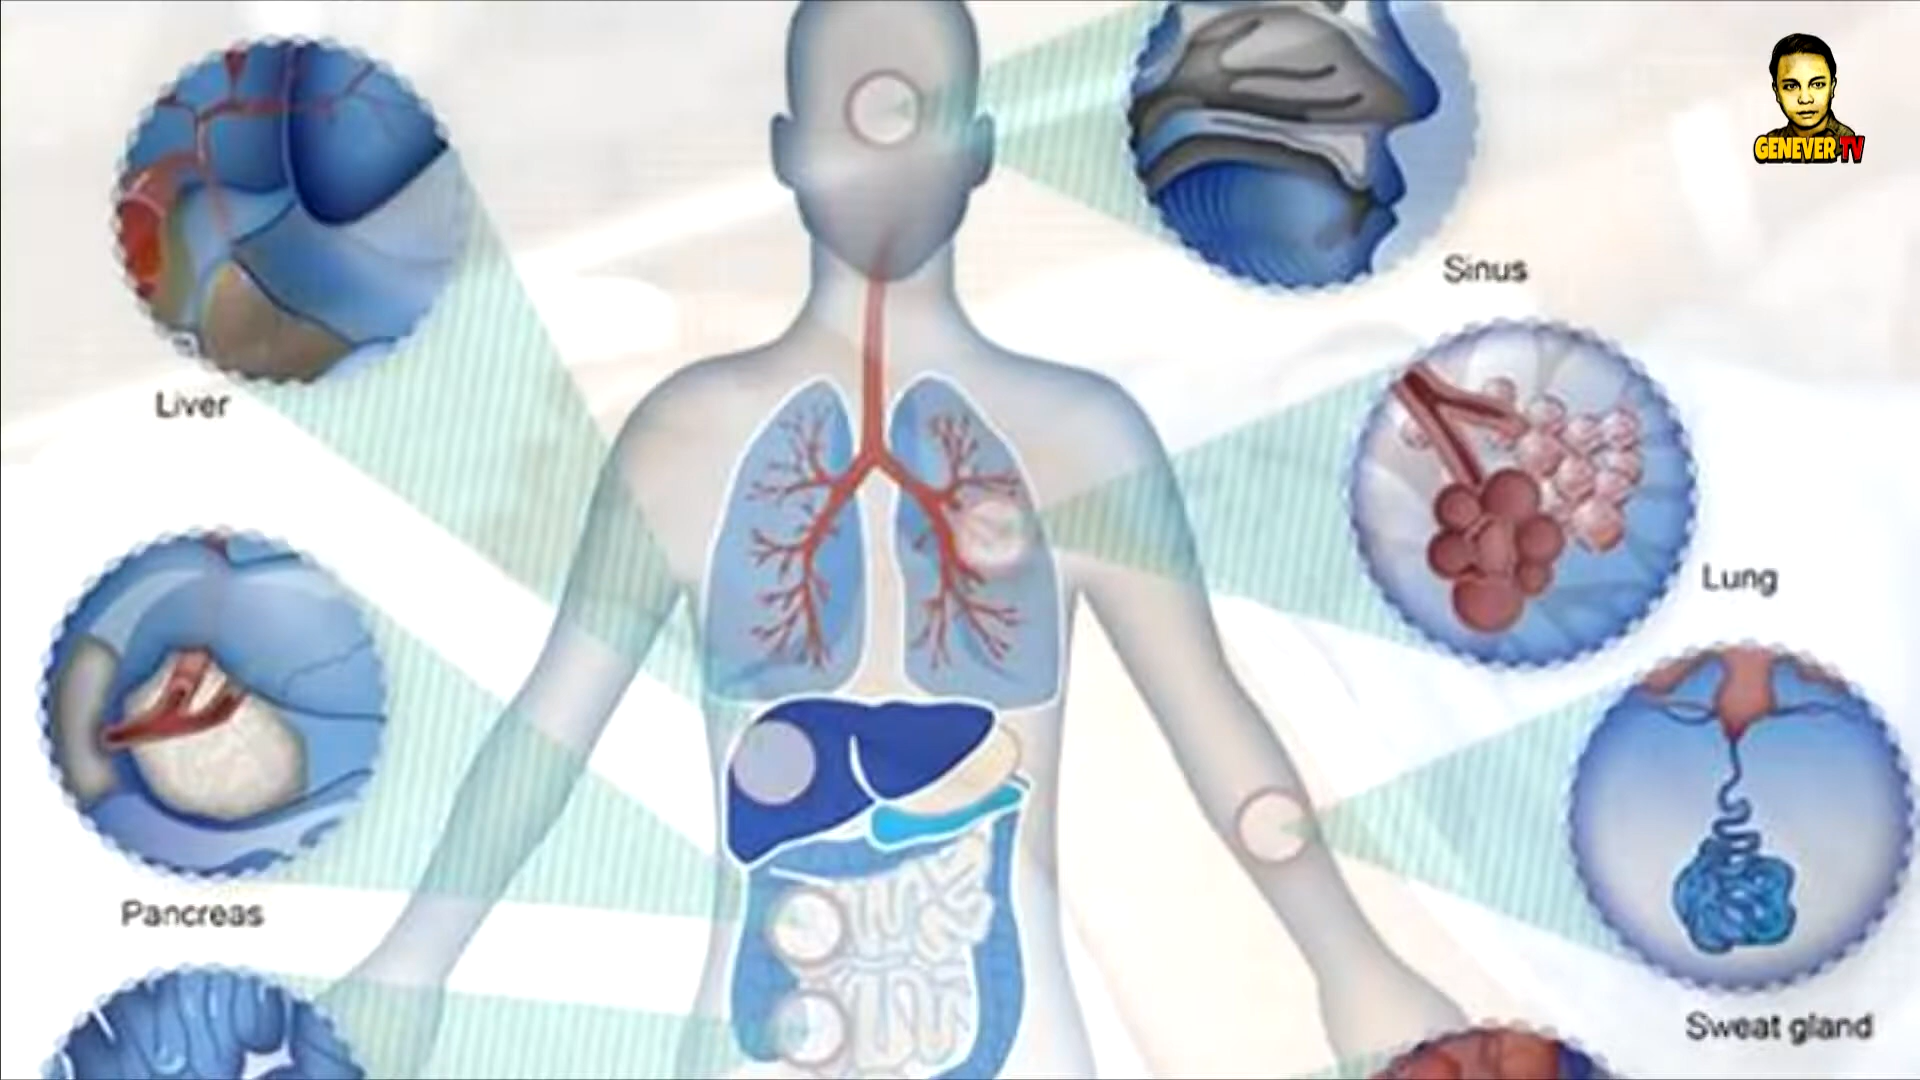 GENEVER TV
Sinus
Liver
Lung
Pancreas
Sweat gland